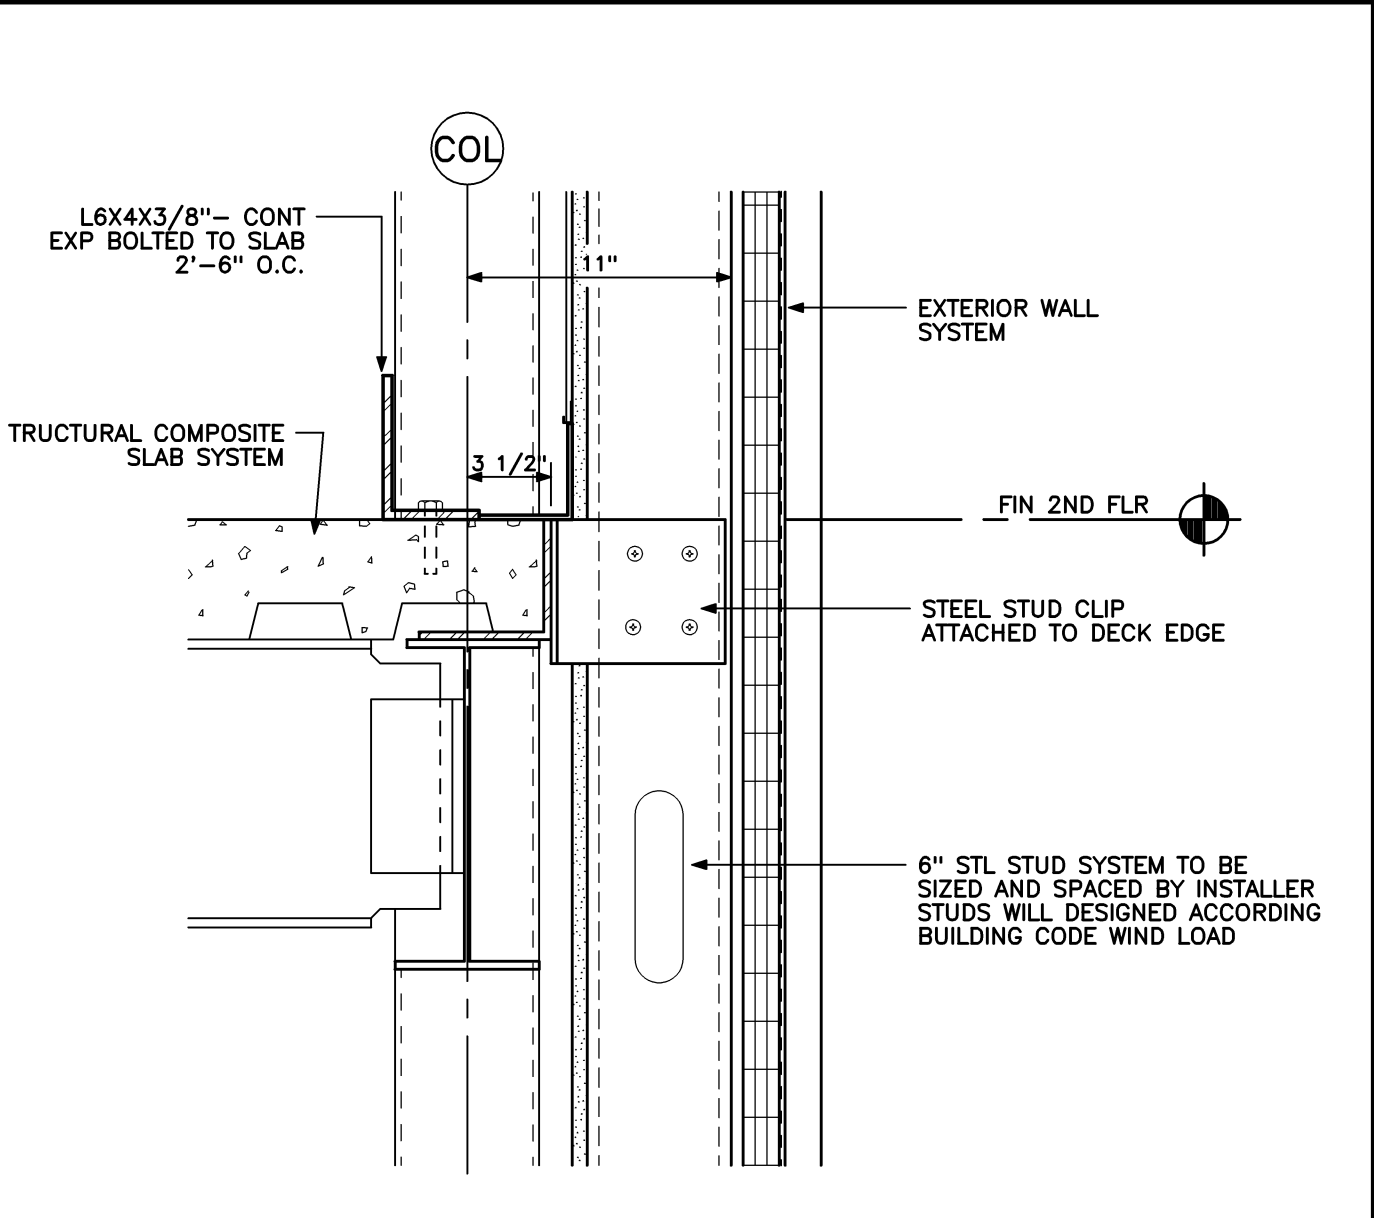 COL
L6X4X3/8"- CONT
EXP BOLTED TO SLAB
2'-6" O.C.
11"
EXTERIOR WALL
SYSTEM
TRUCTURAL COMPOSITE
SLAB SYSTEM
3 1/2"
FIN 2ND FLR
STEEL STUD CLIP
ATTACHED TO DECK EDGE
6" STL STUD SYSTEM TO BE
SIZED AND SPACED BY INSTALLER
STUDS WILL DESIGNED ACCORDING
BUILDING CODE WIND LOAD